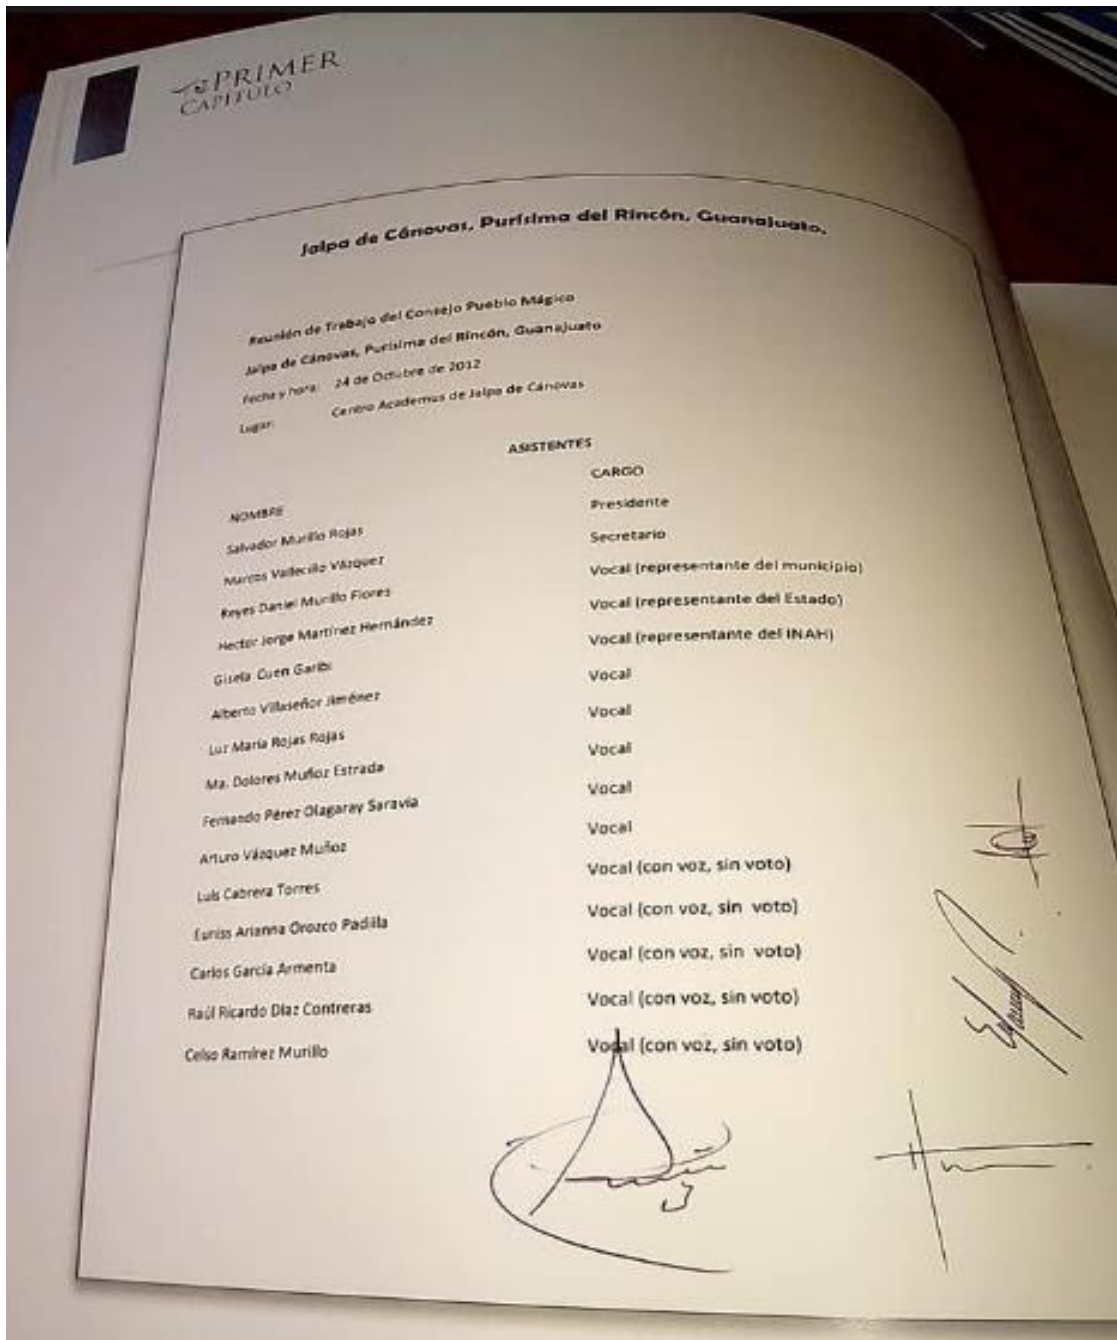 PRIMER
CAPITULO
Jalpa de Cánovas, Purísima del Rincón, Guanajuato.
Reunión de Trabajo del Consejo Pueblo Mágico
Jalpa de Cánovas, Purísima del Rincón, Guanajuato
Fecha y hora: 24 de Octubre de 2012
Lugar: Centro Academus de Jalpa de Cánovas
ASISTENTES
NOMBRE CARGO
Salvador Murillo Rojas Presidente
Marcos Vallecillo Vázquez Secretario
Reyes Daniel Murillo Flores Vocal (representante del municipio)
Hector Jorge Martínez Hernández Vocal (representante del Estado)
Gisela Cuen Garibi Vocal (representante del INAH)
Alberto Villaseñor Jiménez Vocal
Luz María Rojas Rojas Vocal
Ma. Dolores Muñoz Estrada Vocal
Fernando Pérez Olagaray Saravia Vocal
Arturo Vázquez Muñoz Vocal
Luis Cabrera Torres Vocal (con voz, sin voto)
Euriss Arianna Orozco Padilla Vocal (con voz, sin voto)
Carlos García Armenta Vocal (con voz, sin voto)
Raúl Ricardo Díaz Contreras Vocal (con voz, sin voto)
Celso Ramírez Murillo Vocal (con voz, sin voto)